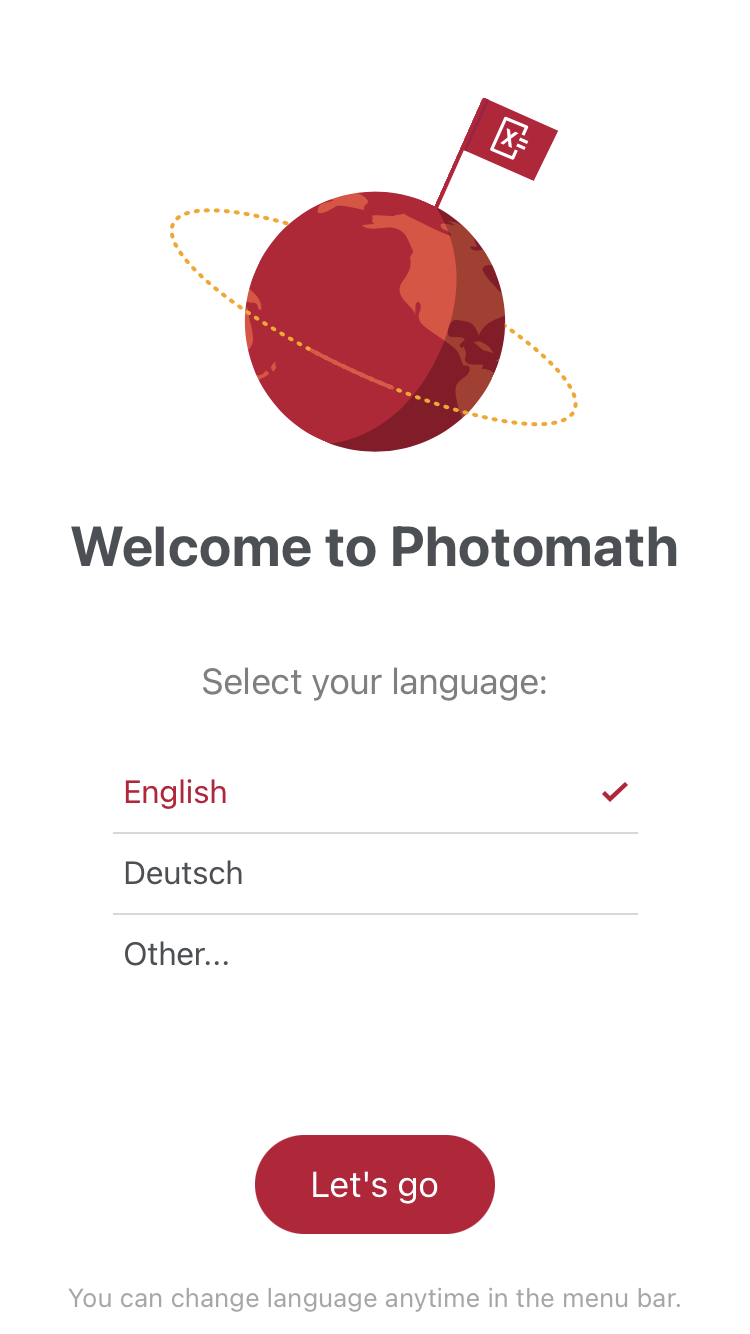 X=
Welcome to Photomath
Select your language:
English
Deutsch
Other...
Let's go
You can change language anytime in the menu bar.